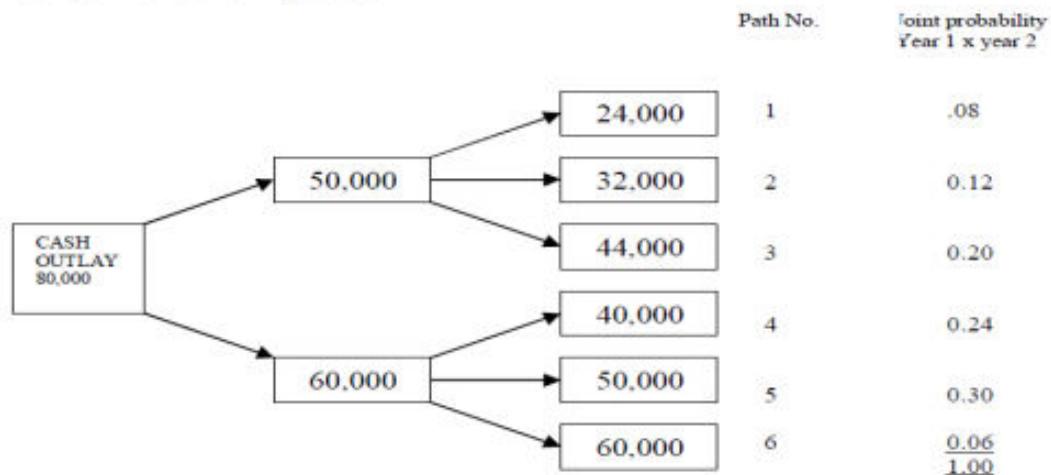 Path No.
Joint probability
Year 1 x year 2
24,000 1 .08
50,000 32,000 2 0.12
CASH
OUTLAY
80,000
44,000 3 0.20
40,000 4 0.24
60,000 50,000 5 0.30
60,000 6 0.06
1.00